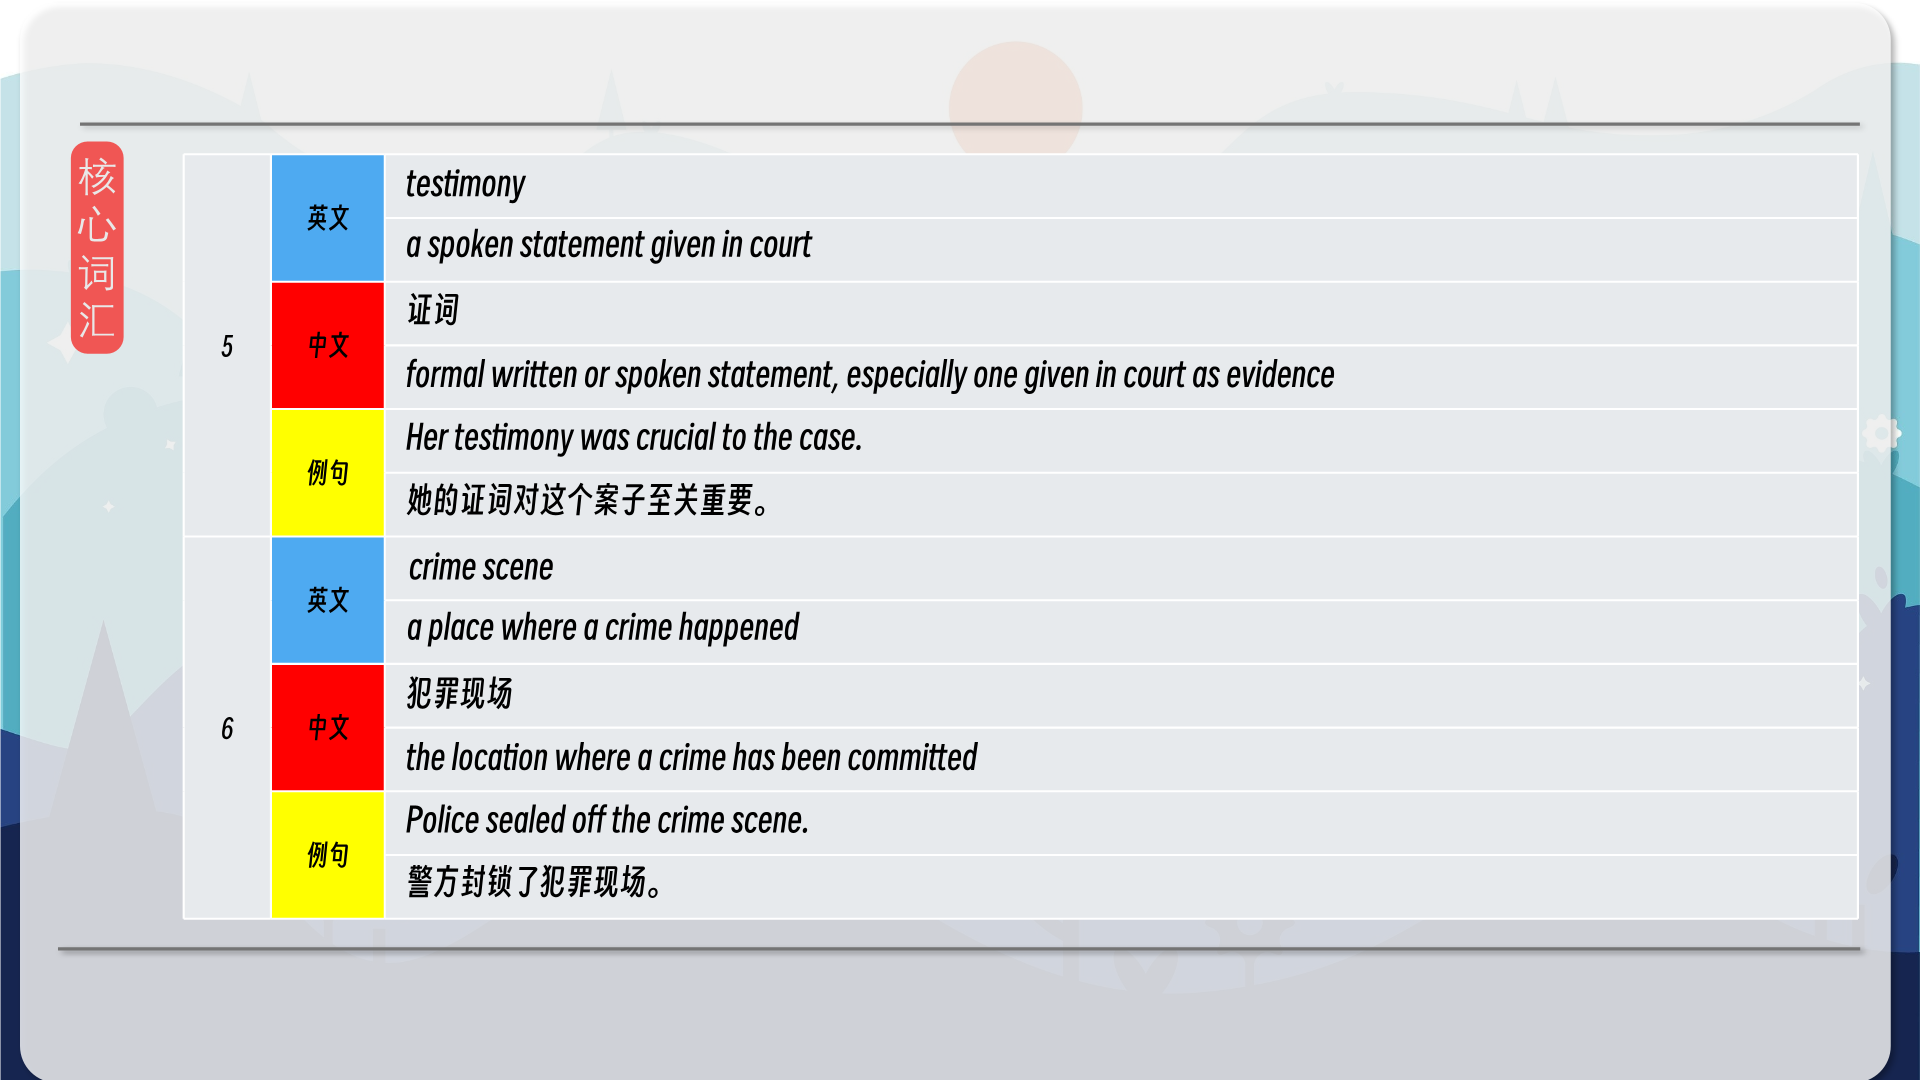 核心词汇
5
英文
testimony
a spoken statement given in court
中文
证词
formal written or spoken statement, especially one given in court as evidence
例句
Her testimony was crucial to the case.
她的证词对这个案子至关重要。
6
英文
crime scene
a place where a crime happened
中文
犯罪现场
the location where a crime has been committed
例句
Police sealed off the crime scene.
警方封锁了犯罪现场。